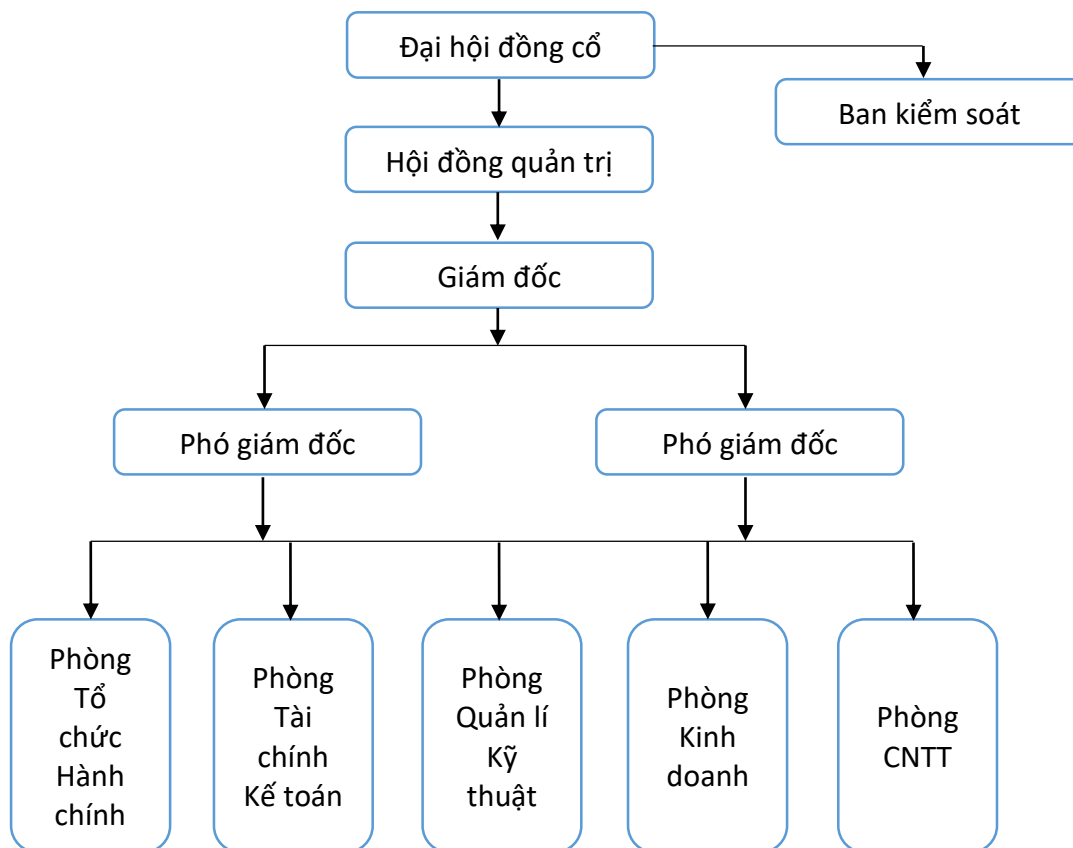 Đại hội đồng cổ
Ban kiểm soát
Hội đồng quản trị
Giám đốc
Phó giám đốc
Phó giám đốc
Phòng
Tổ
chức
Hành
chính
Phòng
Tài
chính
Kế toán
Phòng
Quản lí
Kỹ
thuật
Phòng
Kinh
doanh
Phòng
CNTT